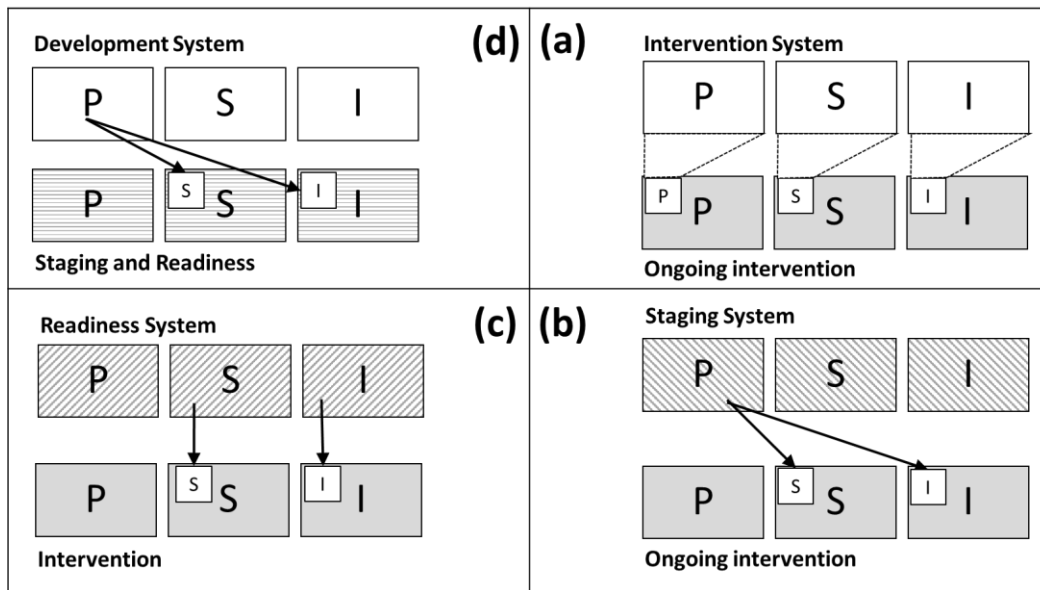 Development System
(d)
P S I
S I
P S I
Staging and Readiness
(a)
Intervention System
P S I
P S I
P S I
Ongoing intervention
Readiness System
(c)
P S I
S I
P S I
Intervention
(b)
Staging System
P S I
S I
P S I
Ongoing intervention